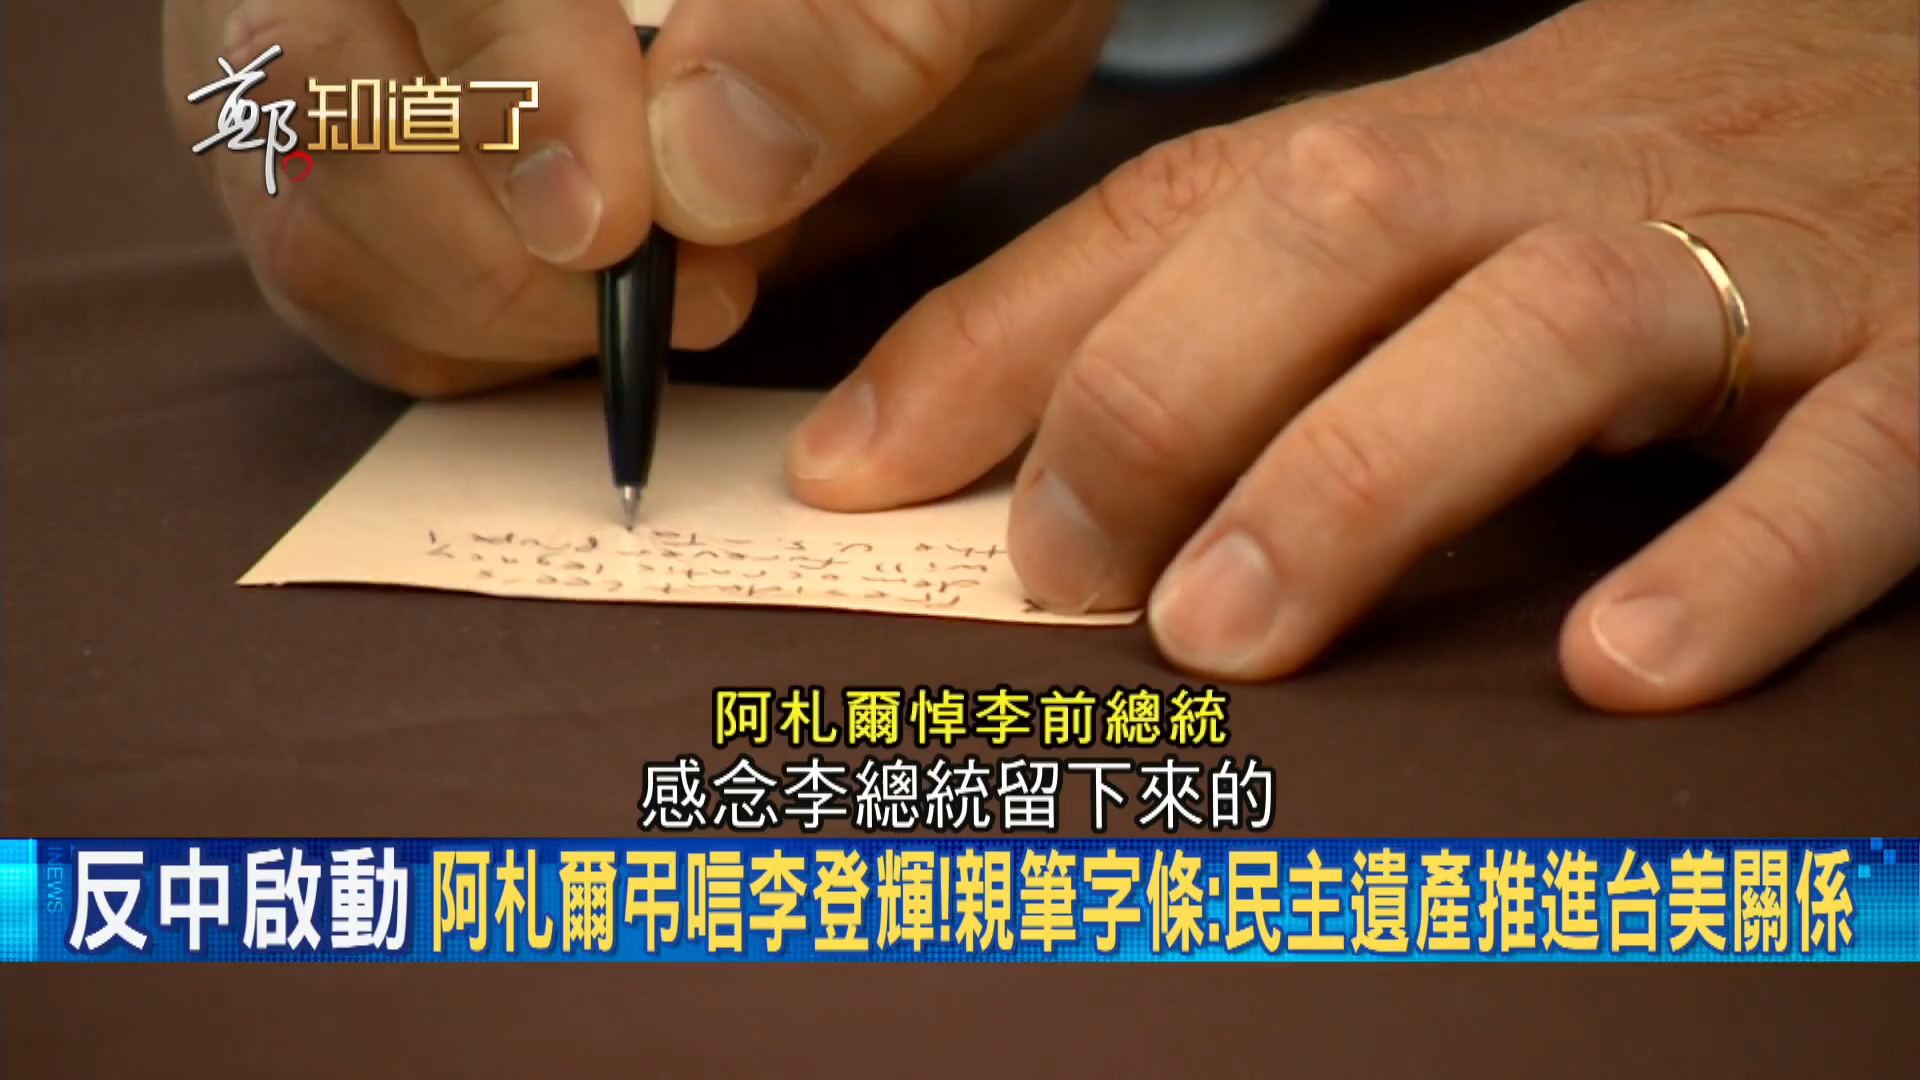 鄭知道了
阿札爾悼李前總統
感念李總統留下來的
INEWS
反中啟動
阿札爾弔唁李登輝!親筆字條:民主遺產推進台美關係